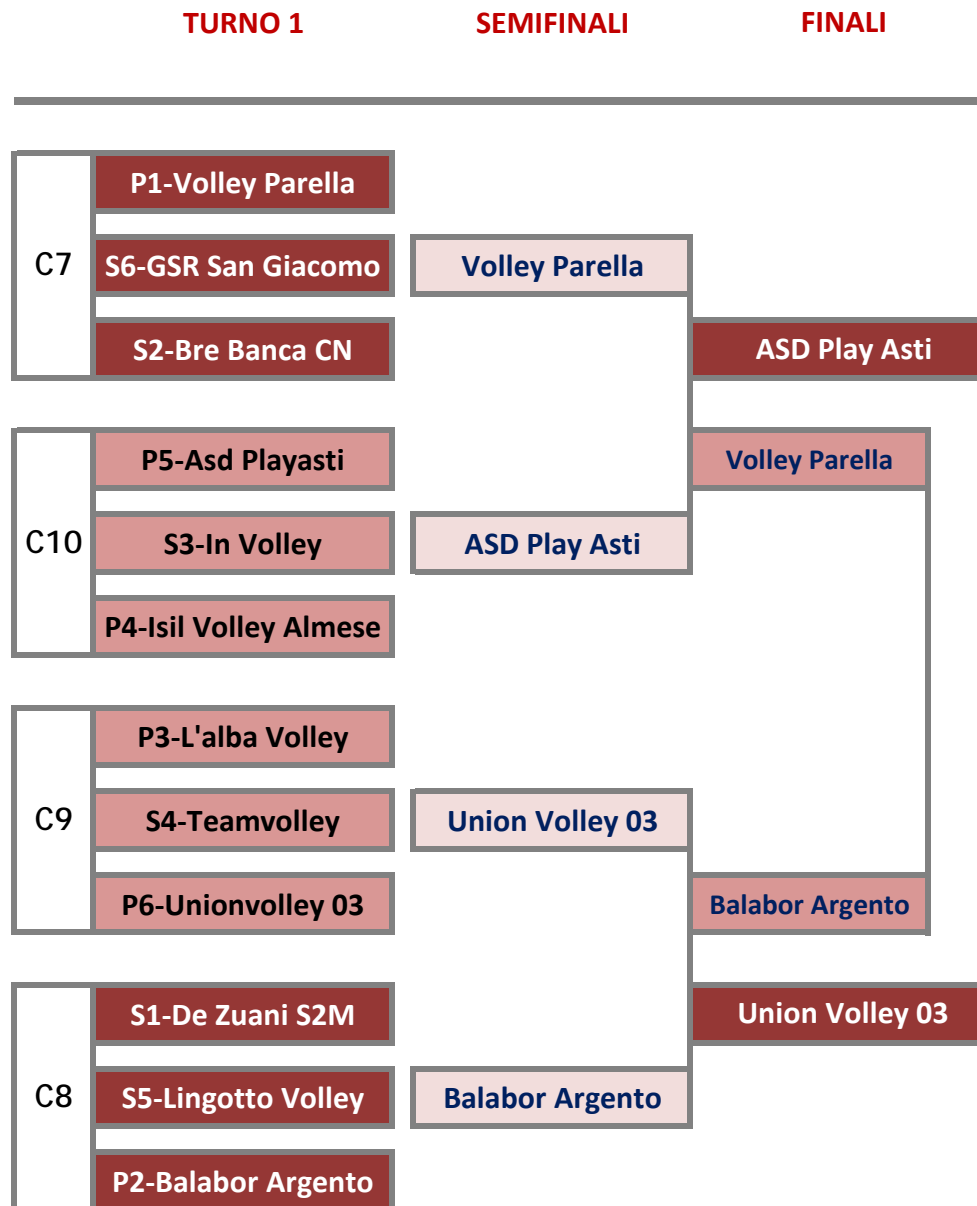 TURNO 1 SEMIFINALI FINALI
P1-Volley Parella
C7 S6-GSR San Giacomo Volley Parella
S2-Bre Banca CN ASD Play Asti
P5-Asd Playasti Volley Parella
C10 S3-In Volley ASD Play Asti
P4-Isil Volley Almese
P3-L'alba Volley
C9 S4-Teamvolley Union Volley 03
P6-Unionvolley 03 Balabor Argento
S1-De Zuani S2M Union Volley 03
C8 S5-Lingotto Volley Balabor Argento
P2-Balabor Argento